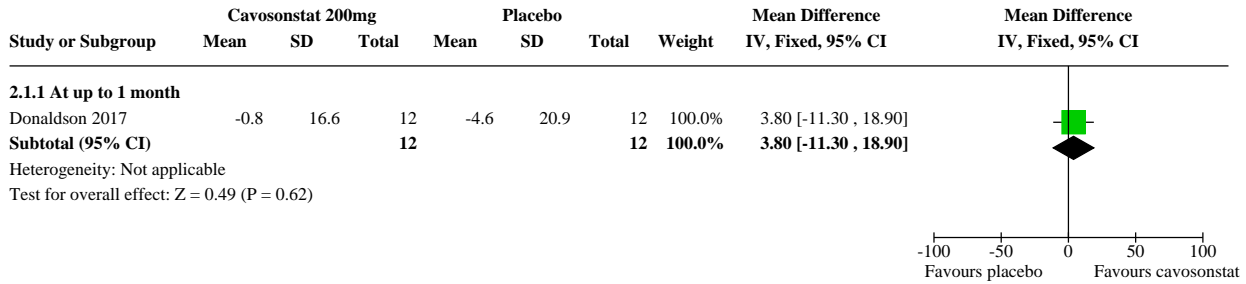 Cavosonstat 200mg Placebo Mean Difference Mean Difference
Study or Subgroup Mean SD Total Mean SD Total Weight IV, Fixed, 95% CI IV, Fixed, 95% CI
2.1.1 At up to 1 month
Donaldson 2017 -0.8 16.6 12 -4.6 20.9 12 100.0% 3.80 [-11.30 , 18.90]
Subtotal (95% CI) 12 12 100.0% 3.80 [-11.30 , 18.90]
Heterogeneity: Not applicable
Test for overall effect: Z = 0.49 (P = 0.62)
-100 -50 0 50 100
Favours placebo Favours cavosonstat